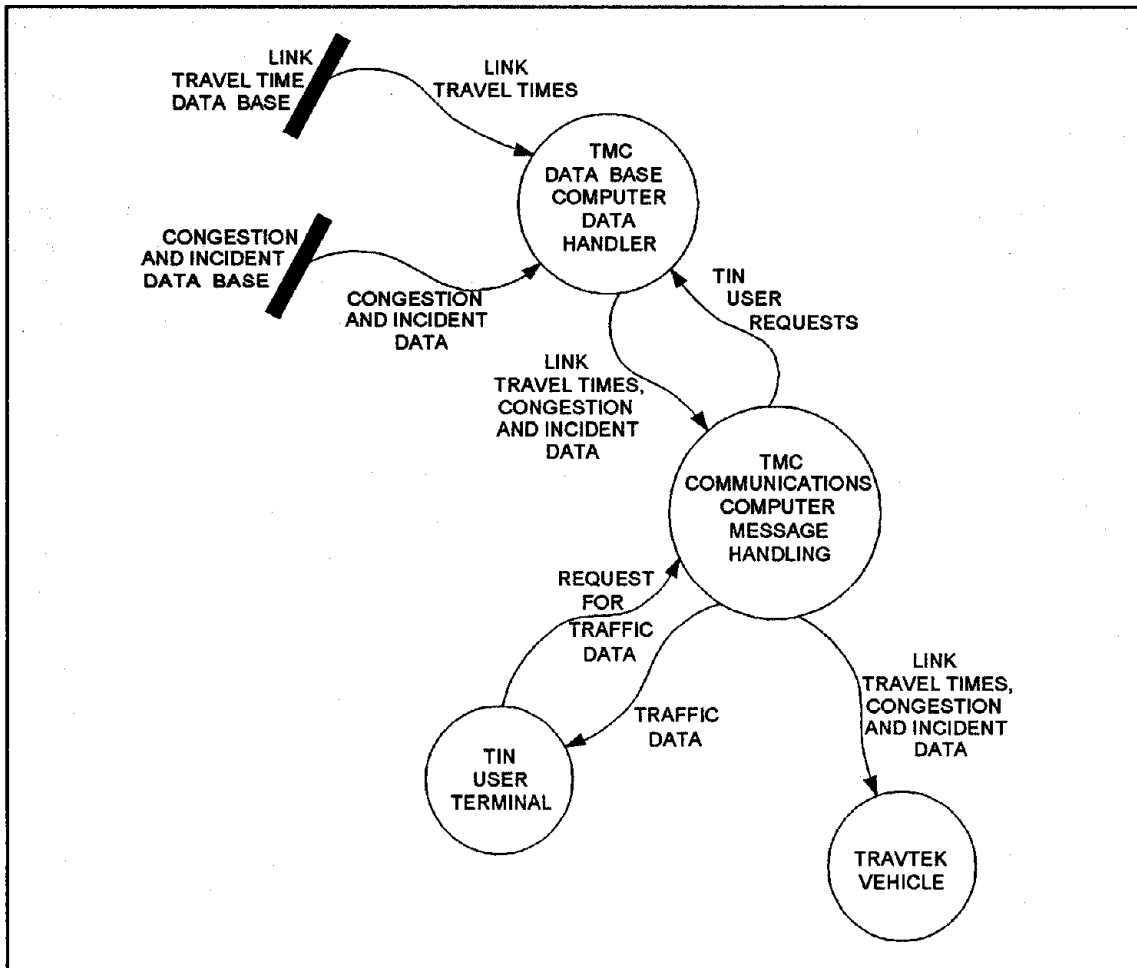 LINK
TRAVEL TIME
DATA BASE
LINK
TRAVEL TIMES
TMC
DATA BASE
COMPUTER
DATA
HANDLER
CONGESTION
AND INCIDENT
DATA BASE
CONGESTION
AND INCIDENT
DATA
TIN
USER
REQUESTS
LINK
TRAVEL TIMES,
CONGESTION
AND INCIDENT
DATA
TMC
COMMUNICATIONS
COMPUTER
MESSAGE
HANDLING
REQUEST
FOR
TRAFFIC
DATA
TRAFFIC
DATA
LINK
TRAVEL TIMES,
CONGESTION
AND INCIDENT
DATA
TIN
USER
TERMINAL
TRAVTEK
VEHICLE